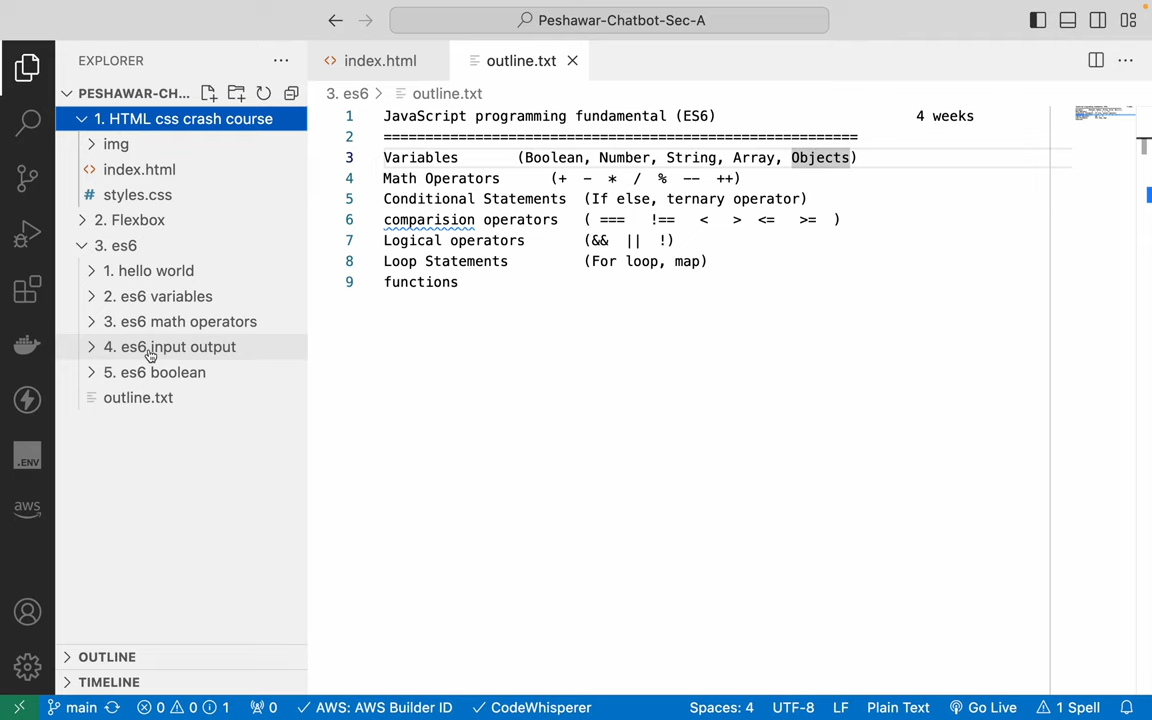 Peshawar-Chatbot-Sec-A
EXPLORER
index.html
outline.txt
PESHAWAR-CH...
3. es6 > outline.txt
1. HTML css crash course
img
index.html
styles.css
2. Flexbox
3. es6
1. hello world
2. es6 variables
3. es6 math operators
4. es6 input output
5. es6 boolean
outline.txt
1 JavaScript programming fundamental (ES6) 4 weeks
2 =========================================================
3 Variables (Boolean, Number, String, Array, Objects)
4 Math Operators (+ - * / % -- ++)
5 Conditional Statements (If else, ternary operator)
6 comparision operators ( === !== < > <= >= )
7 Logical operators (&& || !)
8 Loop Statements (For loop, map)
9 functions
.ENV
aws
OUTLINE
TIMELINE
main 0 0 1 0 AWS: AWS Builder ID CodeWhisperer Spaces: 4 UTF-8 LF Plain Text Go Live 1 Spell